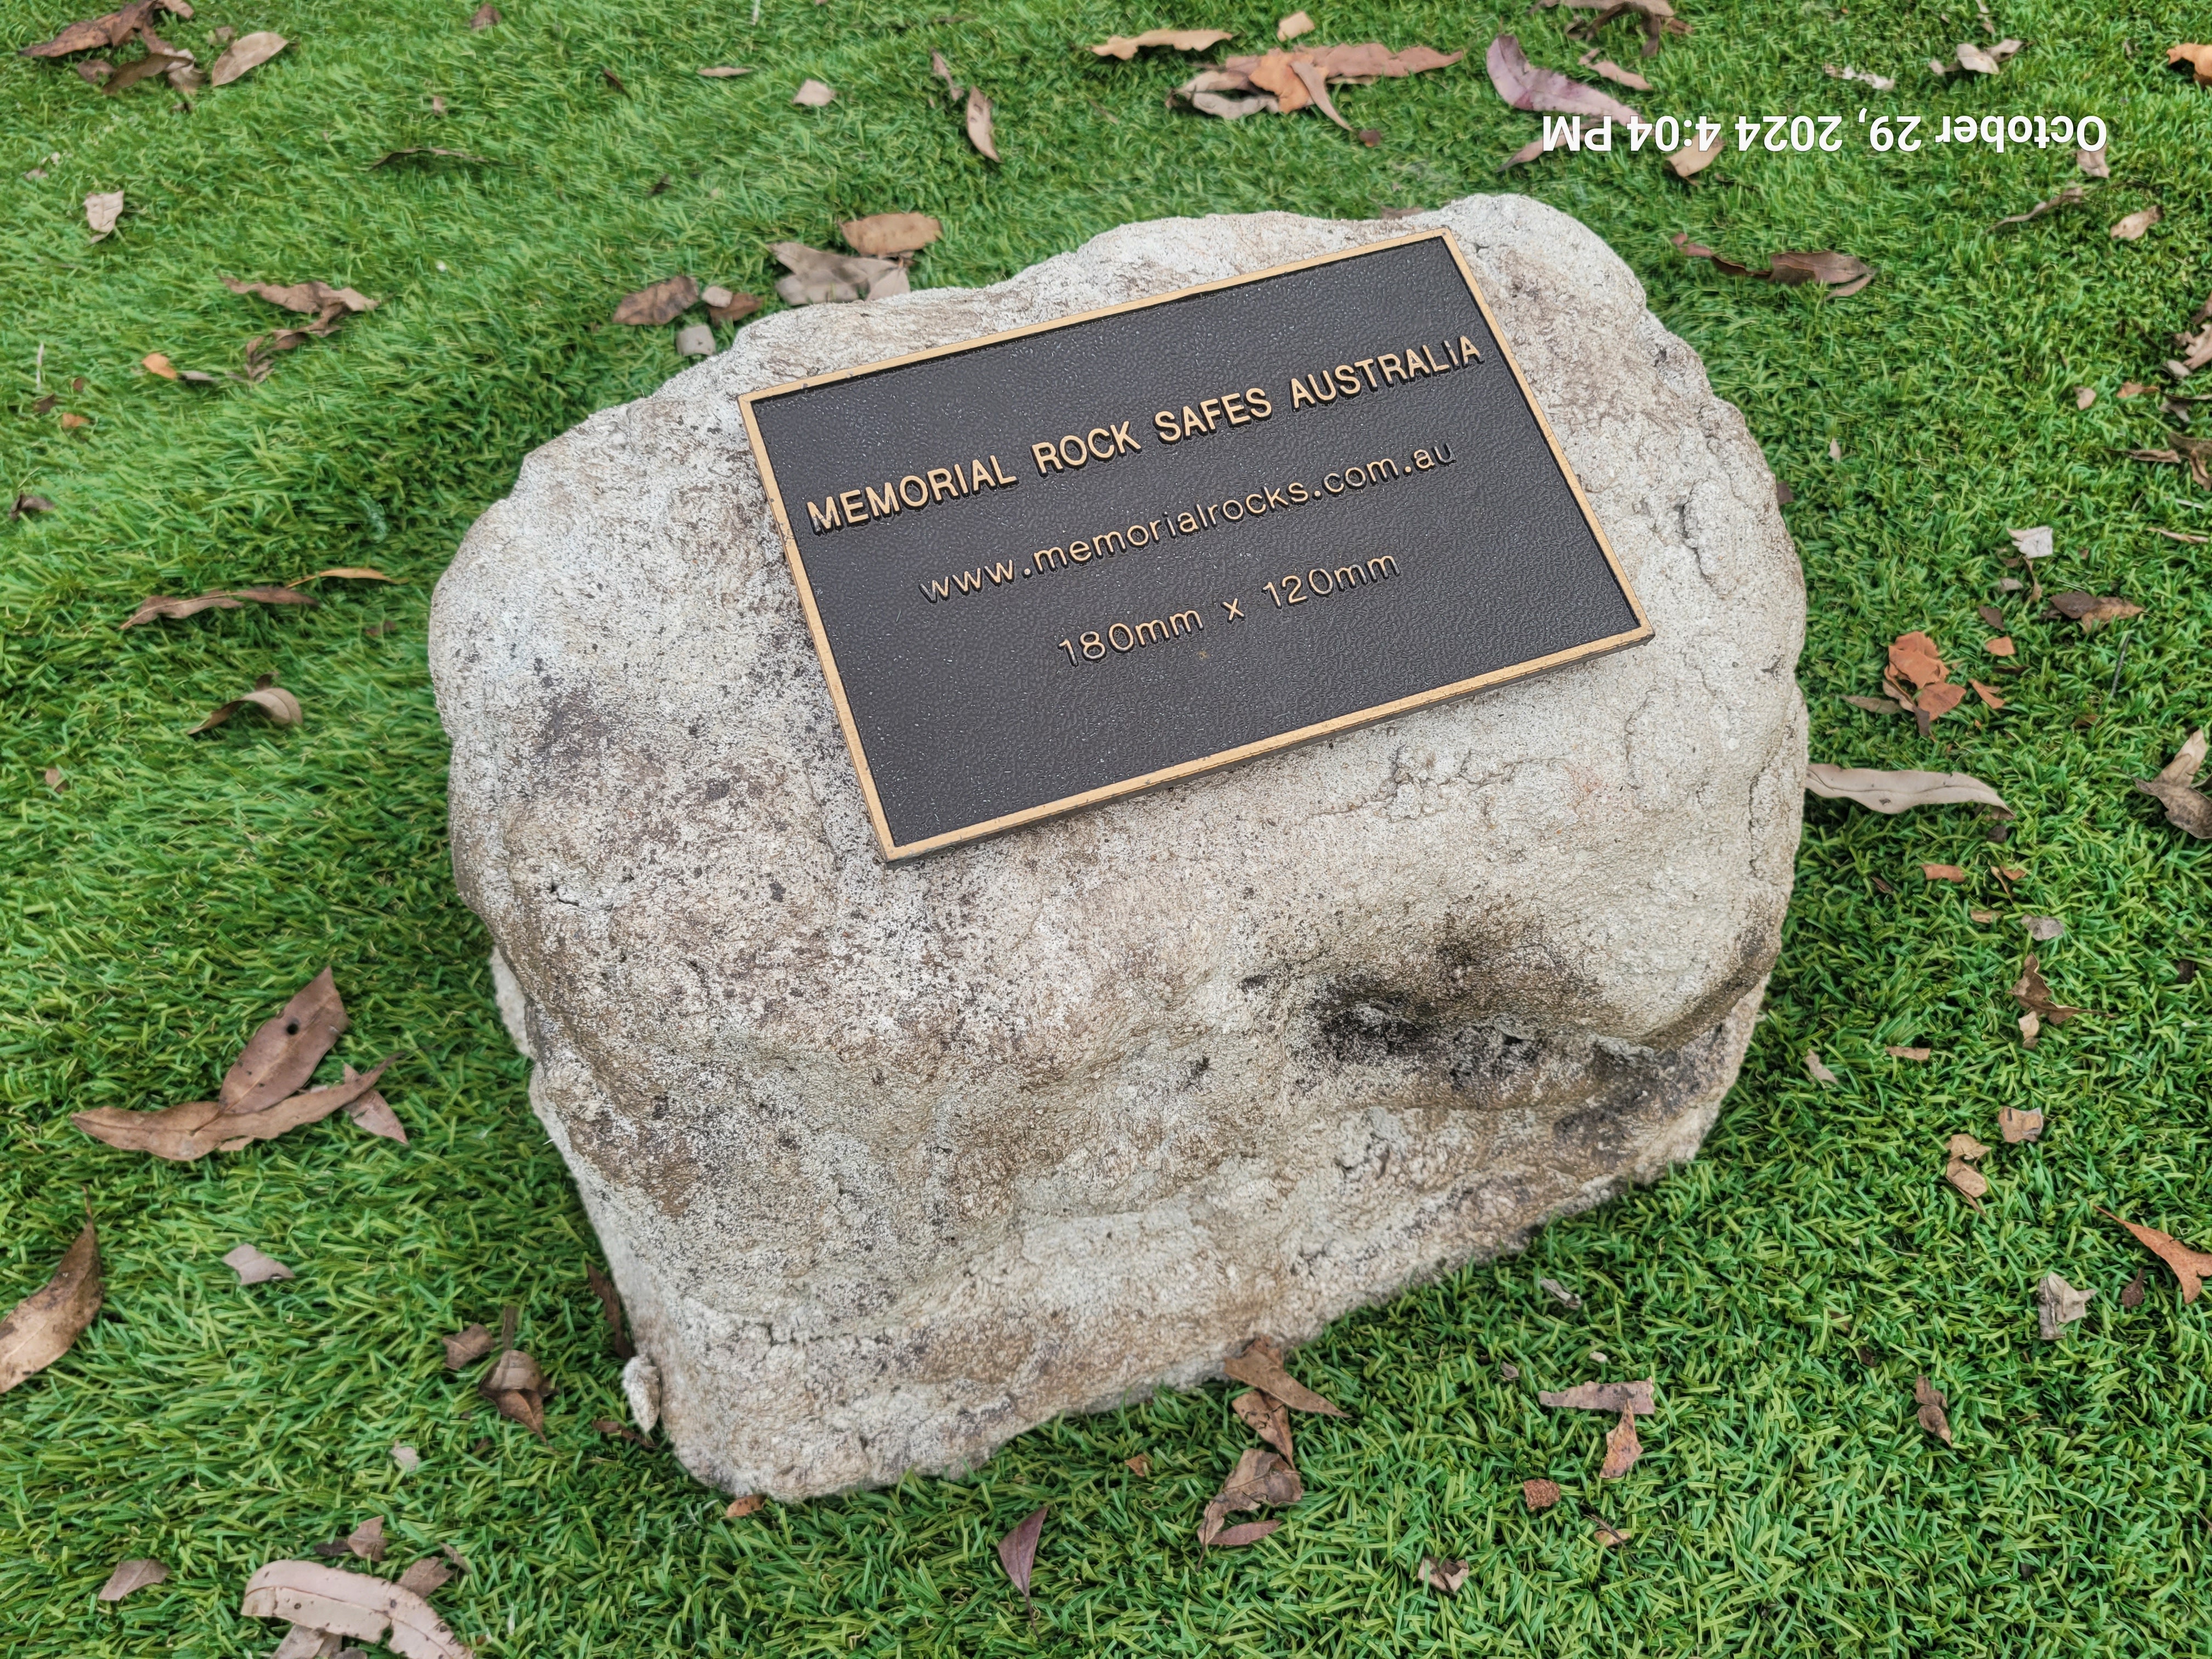 October 29, 2024 4:04 PM
MEMORIAL ROCK SAFES AUSTRALIA
www.memorialrocks.com.au
180mm x 120mm